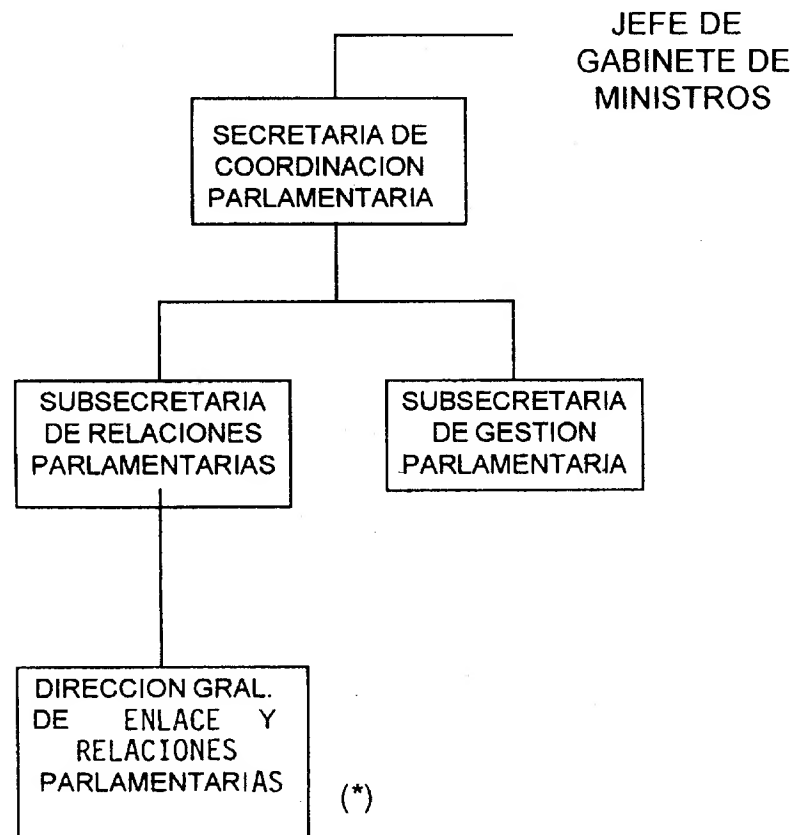 JEFE DE
GABINETE DE
MINISTROS
SECRETARIA DE
COORDINACION
PARLAMENTARIA
SUBSECRETARIA
DE RELACIONES
PARLAMENTARIAS
SUBSECRETARIA
DE GESTION
PARLAMENTARIA
DIRECCION GRAL.
DE ENLACE Y
RELACIONES
PARLAMENTARIAS
(*)